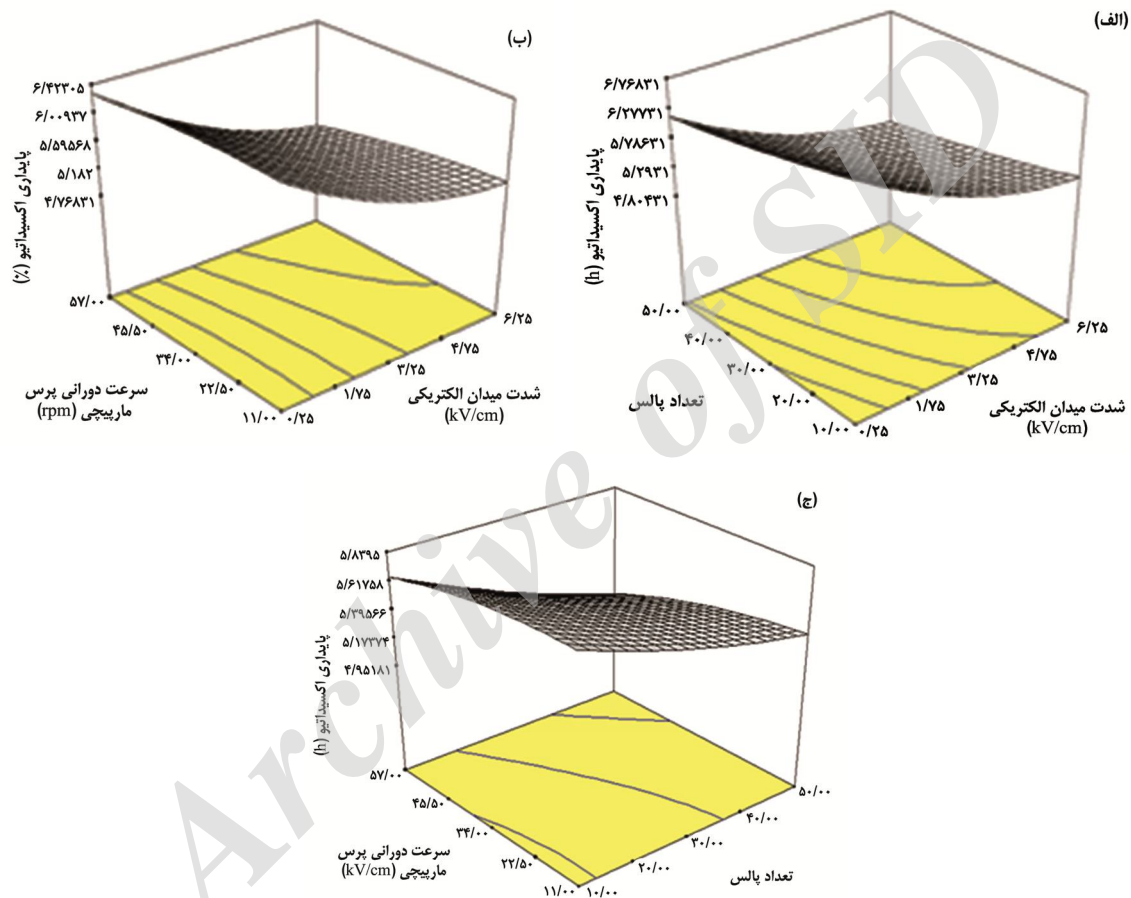 (الف)
۶/۷۶۸۳۱
۶/۲۷۷۳۱
۵/۷۸۶۳۱
۵/۲۹۳۱
۴/۸۰۴۳۱
پایداری اکسیداتیو (h)
۵۰/۰۰
۴۰/۰۰
۳۰/۰۰
۲۰/۰۰
۱۰/۰۰
تعداد پالس
۰/۲۵
۱/۷۵
۳/۲۵
۴/۷۵
۶/۲۵
شدت میدان الکتریکی
(kV/cm)
(ب)
۶/۴۲۳۰۵
۶/۰۰۹۳۷
۵/۵۹۵۶۸
۵/۱۸۲
۴/۷۶۸۳۱
پایداری اکسیداتیو (%)
۵۷/۰۰
۴۵/۵۰
۳۴/۰۰
۲۲/۵۰
۱۱/۰۰
سرعت دورانی پرس
مارپیچی (rpm)
۰/۲۵
۱/۷۵
۳/۲۵
۴/۷۵
۶/۲۵
شدت میدان الکتریکی
(kV/cm)
(ج)
۵/۸۳۹۵
۵/۶۱۷۵۸
۵/۳۹۵۶۶
۵/۱۷۳۷۴
۴/۹۵۱۸۱
پایداری اکسیداتیو (h)
۵۷/۰۰
۴۵/۵۰
۳۴/۰۰
۲۲/۵۰
۱۱/۰۰
سرعت دورانی پرس
مارپیچی (kV/cm)
۱۰/۰۰
۲۰/۰۰
۳۰/۰۰
۴۰/۰۰
۵۰/۰۰
تعداد پالس
Archive of SID